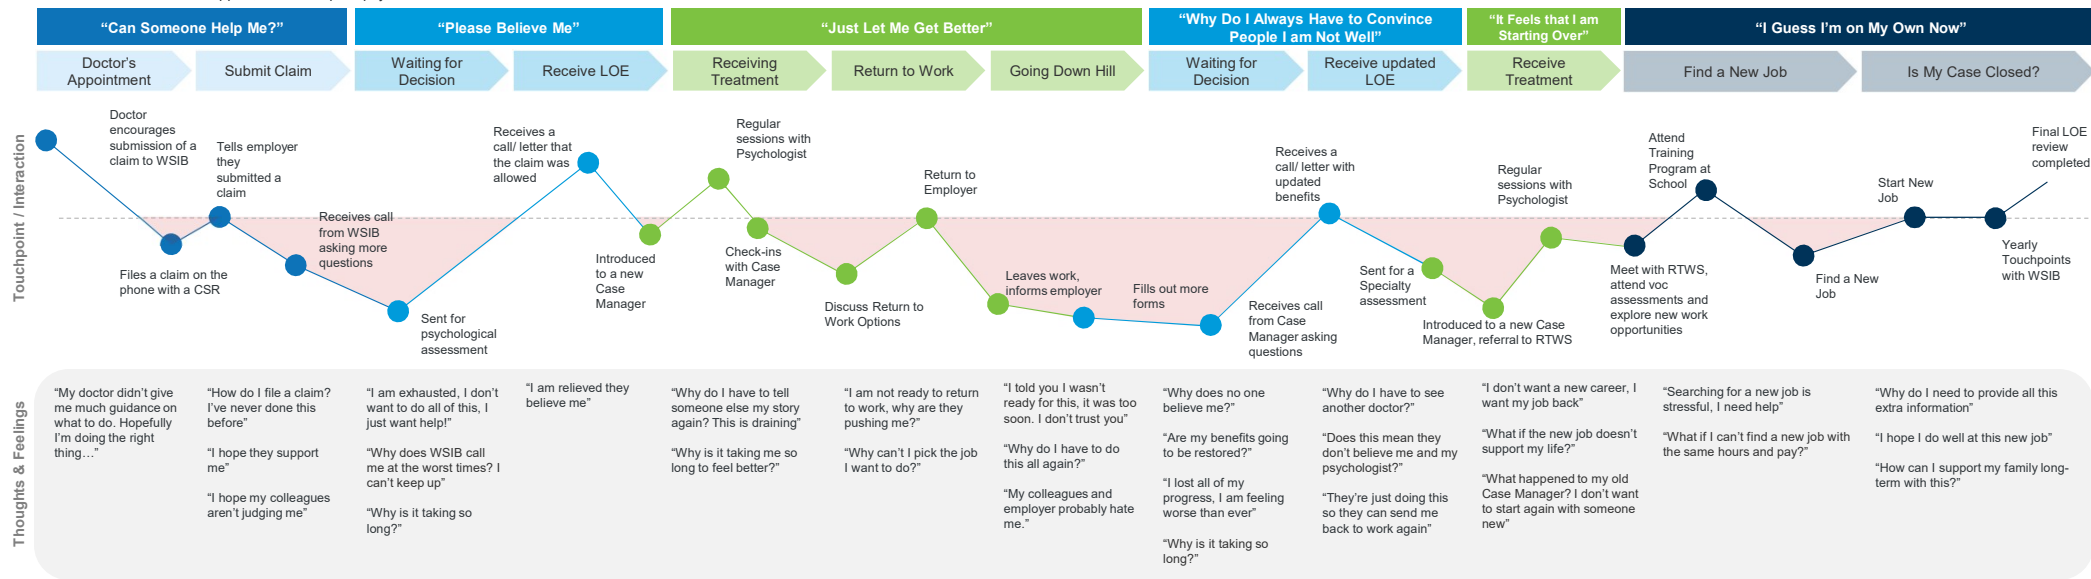 “Can Someone Help Me?”
“Please Believe Me”
“Just Let Me Get Better”
“Why Do I Always Have to Convince
People I am Not Well”
“It Feels that I am
Starting Over”
“I Guess I’m on My Own Now”
Doctor’s
Appointment
Submit Claim
Waiting for
Decision
Receive LOE
Receiving
Treatment
Return to Work
Going Down Hill
Waiting for
Decision
Receive updated
LOE
Receive
Treatment
Find a New Job
Is My Case Closed?
Touchpoint / Interaction
Doctor
encourages
submission of a
claim to WSIB
Files a claim on the
phone with a CSR
Tells employer
they
submitted a
claim
Receives call
from WSIB
asking more
questions
Sent for
psychological
assessment
Receives a
call/ letter that
the claim was
allowed
Introduced
to a new
Case
Manager
Regular
sessions with
Psychologist
Check-ins
with Case
Manager
Discuss Return to
Work Options
Return to
Employer
Leaves work,
informs employer
Fills out more
forms
Receives call
from Case
Manager asking
questions
Receives a
call/ letter with
updated
benefits
Sent for a
Specialty
assessment
Introduced to a new Case
Manager, referral to RTWS
Regular
sessions with
Psychologist
Meet with RTWS,
attend voc
assessments and
explore new work
opportunities
Attend
Training
Program at
School
Find a New
Job
Start New
Job
Yearly
Touchpoints
with WSIB
Final LOE
review
completed
Thoughts & Feelings
“My doctor didn’t give
me much guidance on
what to do. Hopefully
I’m doing the right
thing…”
“How do I file a claim?
I’ve never done this
before”
“I hope they support
me”
“I hope my colleagues
aren’t judging me”
“I am exhausted, I don’t
want to do all of this, I
just want help!”
“Why does WSIB call
me at the worst times? I
can’t keep up”
“Why is it taking so
long?”
“I am relieved they
believe me”
“Why do I have to tell
someone else my story
again? This is draining”
“Why is it taking me so
long to feel better?”
“I am not ready to return
to work, why are they
pushing me?”
“Why can’t I pick the job
I want to do?”
“I told you I wasn’t
ready for this, it was too
soon. I don’t trust you”
“Why do I have to do
this all again?”
“My colleagues and
employer probably hate
me.”
“Why does no one
believe me?”
“Are my benefits going
to be restored?”
“I lost all of my
progress, I am feeling
worse than ever”
“Why is it taking so
long?”
“Why do I have to see
another doctor?”
“Does this mean they
don’t believe me and my
psychologist?”
“They’re just doing this
so they can send me
back to work again”
“I don’t want a new career, I
want my job back”
“What if the new job doesn’t
support my life?”
“What happened to my old
Case Manager? I don’t want
to start again with someone
new”
“Searching for a new job is
stressful, I need help”
“What if I can’t find a new job with
the same hours and pay?”
“Why do I need to provide all this
extra information”
“I hope I do well at this new job”
“How can I support my family long-
term with this?”